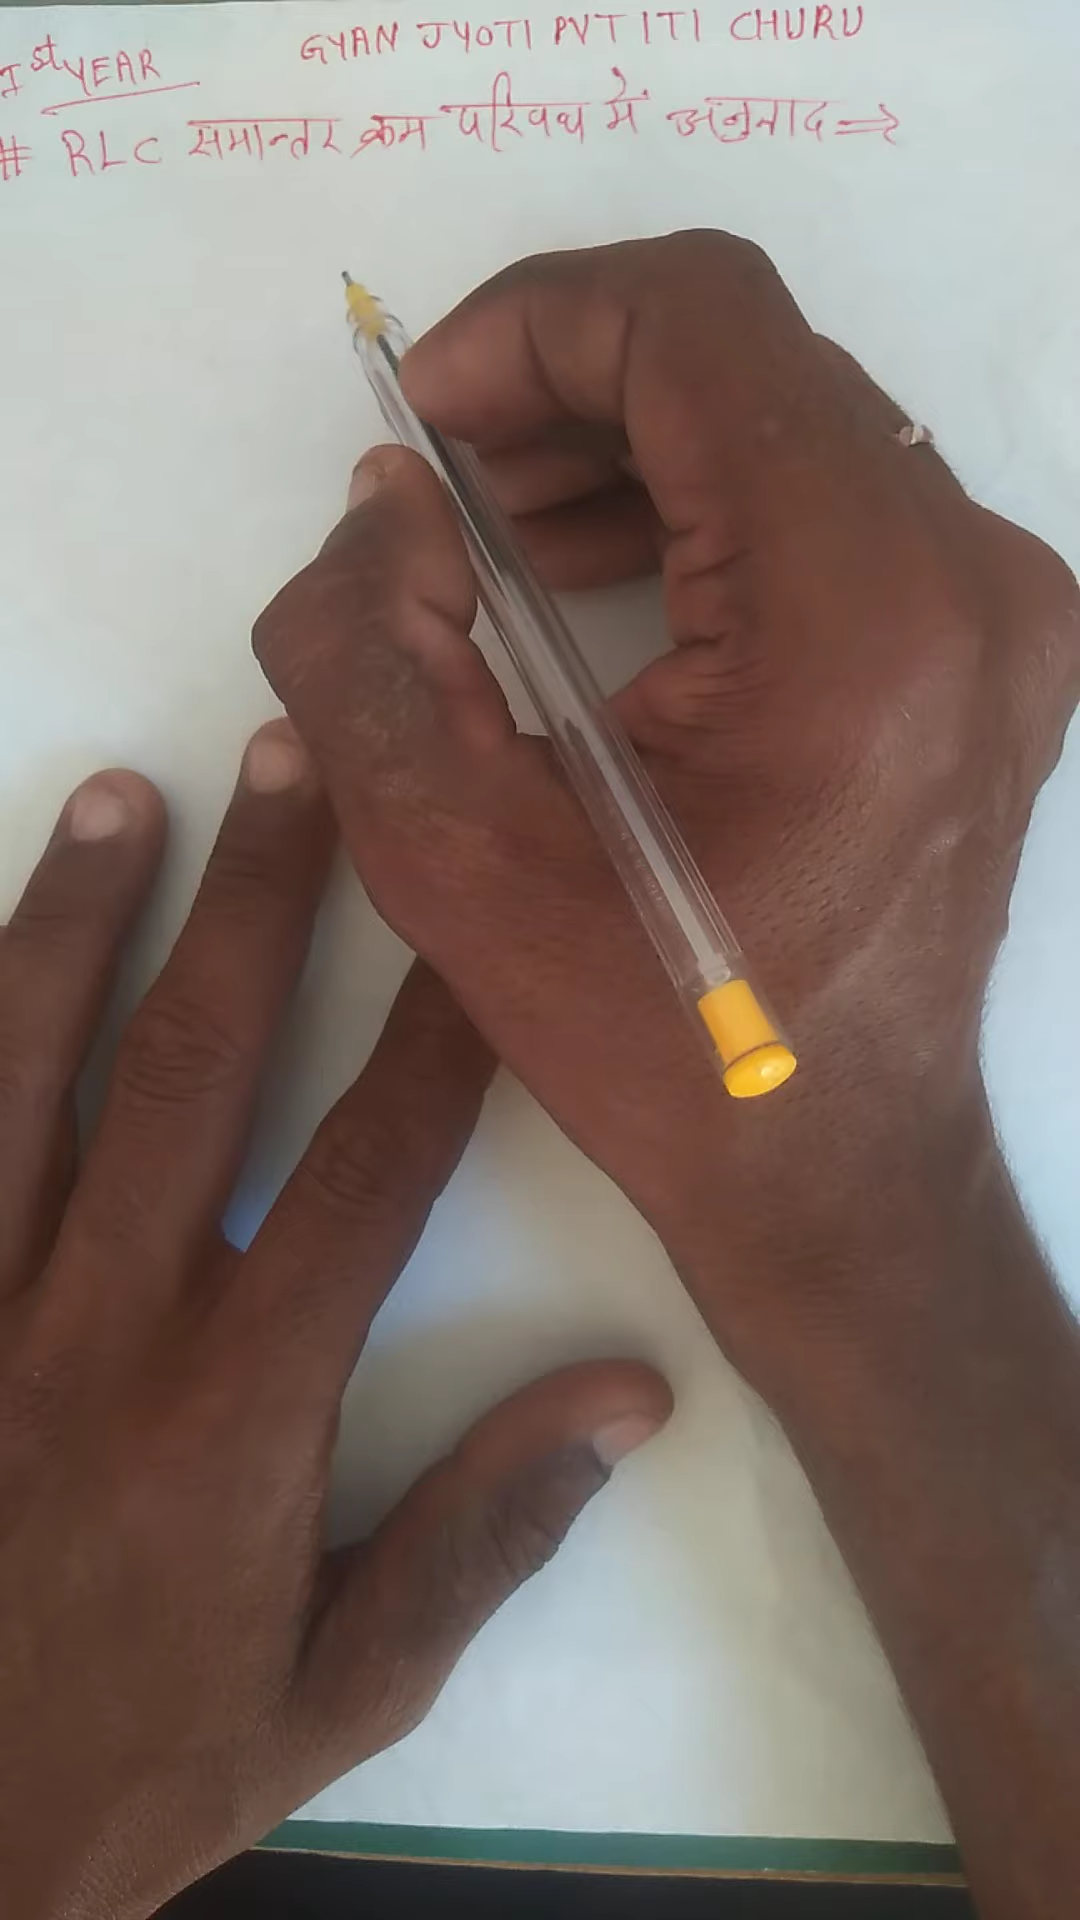 Ist YEAR GYAN JYOTI PVT ITI CHURU
# RLC समान्तर क्रम परिपथ में अनुनाद ⇒